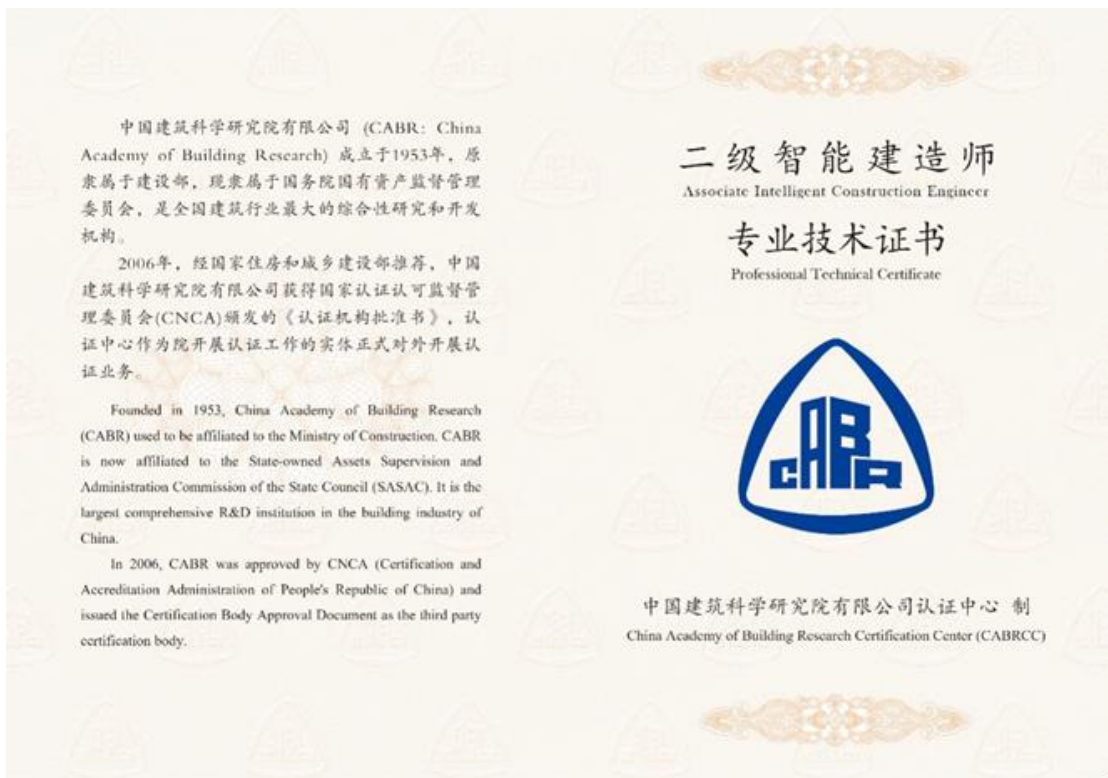 中国建筑科学研究院有限公司 (CABR: China
Academy of Building Research) 成立于1953年，原
隶属于建设部，现隶属于国务院国有资产监督管理
委员会，是全国建筑行业最大的综合性研究和开发
机构。
2006年，经国家住房和城乡建设部推荐，中国
建筑科学研究院有限公司获得国家认证认可监督管
理委员会(CNCA)颁发的《认证机构批准书》，认
证中心作为院开展认证工作的实体正式对外开展认
证业务。
Founded in 1953, China Academy of Building Research
(CABR) used to be affiliated to the Ministry of Construction. CABR
is now affiliated to the State-owned Assets Supervision and
Administration Commission of the State Council (SASAC). It is the
largest comprehensive R&D institution in the building industry of
China.
In 2006, CABR was approved by CNCA (Certification and
Accreditation Administration of People's Republic of China) and
issued the Certification Body Approval Document as the third party
certification body.
二级智能建造师
Associate Intelligent Construction Engineer
专业技术证书
Professional Technical Certificate
CABR
中国建筑科学研究院有限公司认证中心 制
China Academy of Building Research Certification Center (CABRCC)